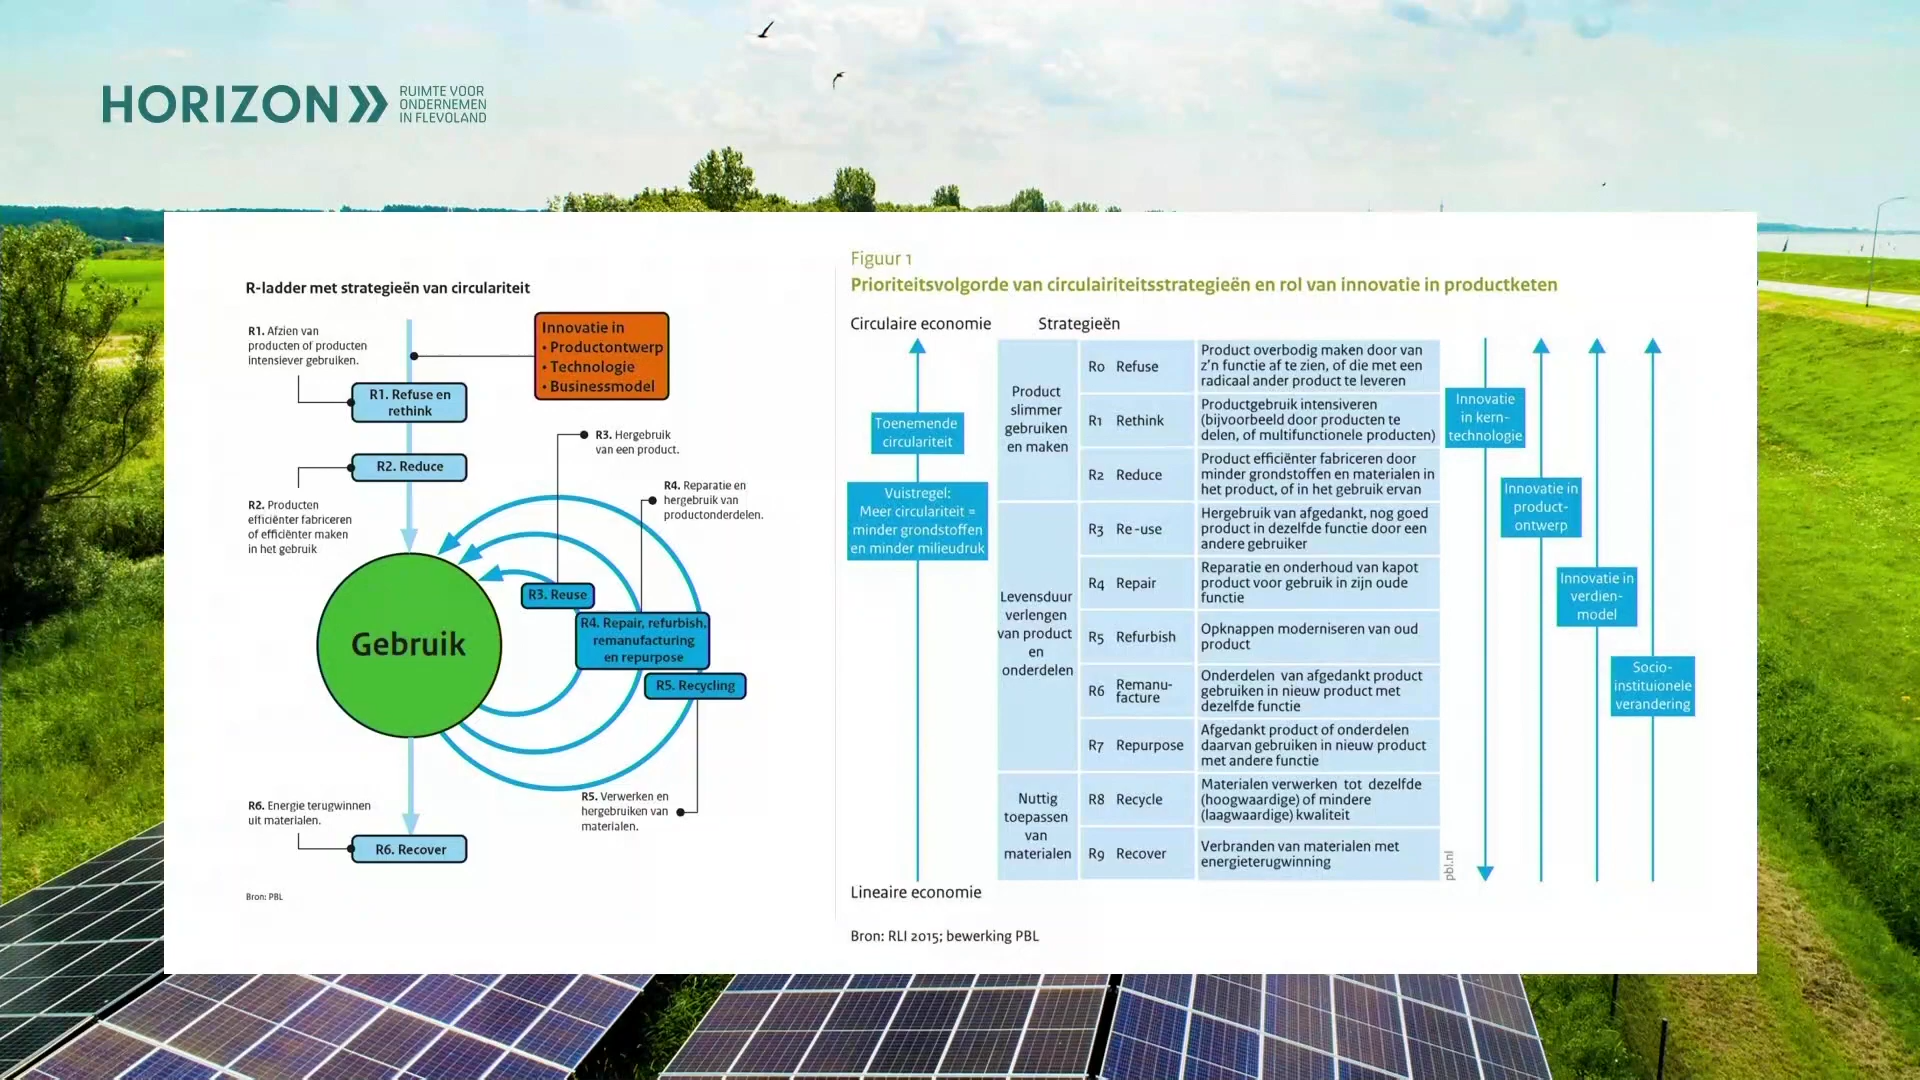 HORIZON
RUIMTE VOOR
ONDERNEMEN
IN FLEVOLAND
R-ladder met strategieën van circulariteit
R1. Afzien van
producten of producten
intensiever gebruiken.
Innovatie in
• Productontwerp
• Technologie
• Businessmodel
R1. Refuse en
rethink
R3. Hergebruik
van een product.
R2. Reduce
R4. Reparatie en
hergebruik van
productonderdelen.
R2. Producten
efficiënter fabriceren
of efficiënter maken
in het gebruik
R3. Reuse
Gebruik
R4. Repair, refurbish,
remanufacturing
en repurpose
R5. Recycling
R6. Energie terugwinnen
uit materialen.
R5. Verwerken en
hergebruiken van
materialen.
R6. Recover
Bron: PBL
Figuur 1
Prioriteitsvolgorde van circulairiteitsstrategieën en rol van innovatie in productketen
Circulaire economie
Strategieën
Toenemende
circulariteit
Vuistregel:
Meer circulariteit =
minder grondstoffen
en minder milieudruk
Lineaire economie
Product
slimmer
gebruiken
en maken
R0 Refuse
Product overbodig maken door van
z'n functie af te zien, of die met een
radicaal ander product te leveren
R1 Rethink
Productgebruik intensiveren
(bijvoorbeeld door producten te
delen, of multifunctionele producten)
R2 Reduce
Product efficiënter fabriceren door
minder grondstoffen en materialen in
het product, of in het gebruik ervan
Levensduur
verlengen
van product
en
onderdelen
R3 Re-use
Hergebruik van afgedankt, nog goed
product in dezelfde functie door een
andere gebruiker
R4 Repair
Reparatie en onderhoud van kapot
product voor gebruik in zijn oude
functie
R5 Refurbish
Opknappen moderniseren van oud
product
R6 Remanu-
facture
Onderdelen van afgedankt product
gebruiken in nieuw product met
dezelfde functie
R7 Repurpose
Afgedankt product of onderdelen
daarvan gebruiken in nieuw product
met andere functie
Nuttig
toepassen
van
materialen
R8 Recycle
Materialen verwerken tot dezelfde
(hoogwaardige) of mindere
(laagwaardige) kwaliteit
R9 Recover
Verbranden van materialen met
energieterugwinning
pbl.nl
Innovatie
in kern-
technologie
Innovatie in
product-
ontwerp
Innovatie in
verdien-
model
Socio-
instituionele
verandering
Bron: RLI 2015; bewerking PBL